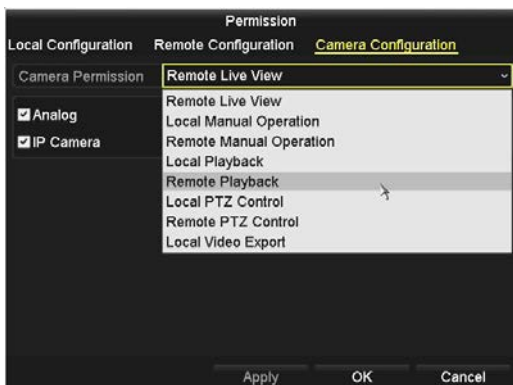 Permission
Local Configuration Remote Configuration Camera Configuration
Camera Permission Remote Live View
Remote Live View
Analog
Local Manual Operation
IP Camera
Remote Manual Operation
Local Playback
Remote Playback
Local PTZ Control
Remote PTZ Control
Local Video Export
Apply OK Cancel